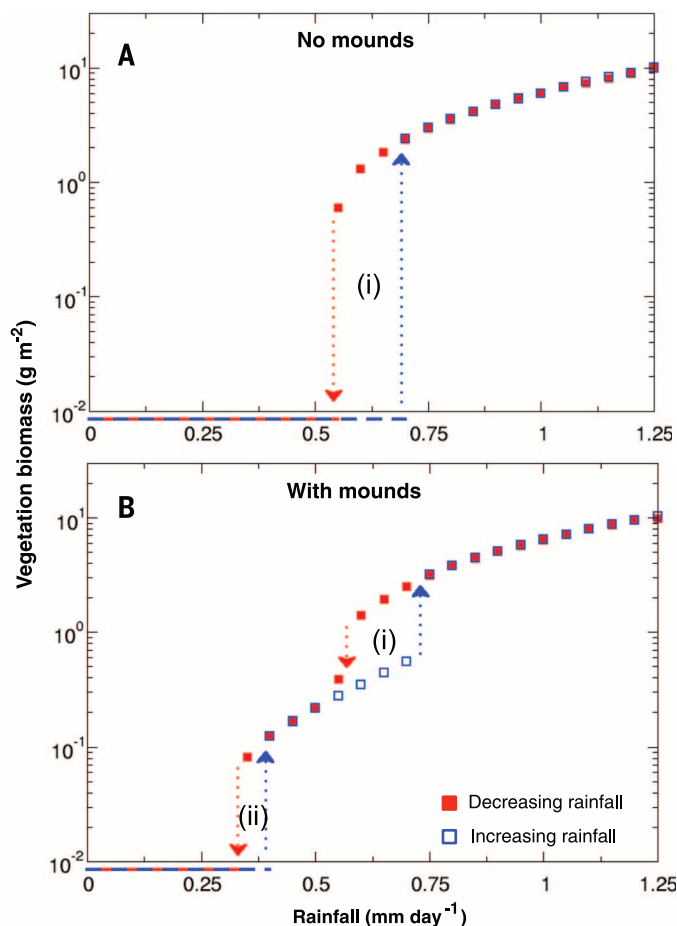 A
No mounds
10^1
10^0
(i)
10^-1
10^-2
0 0.25 0.5 0.75 1 1.25
Vegetation biomass (g m^-2)
B
With mounds
10^1
10^0
(i)
10^-1
(ii)
Decreasing rainfall
Increasing rainfall
10^-2
0 0.25 0.5 0.75 1 1.25
Rainfall (mm day^-1)